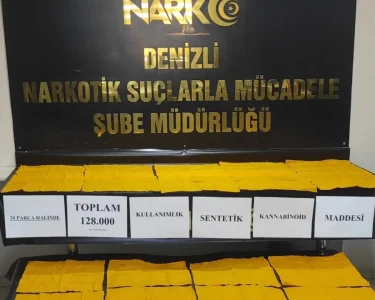 NARKO
DENİZLİ
NARKOTİK SUÇLARLA MÜCADELE
ŞUBE MÜDÜRLÜĞÜ
24 PARÇA HALİNDE
TOPLAM
128.000
KULLANIMLIK
SENTETİK
KANNABİNOİD
MADDESİ